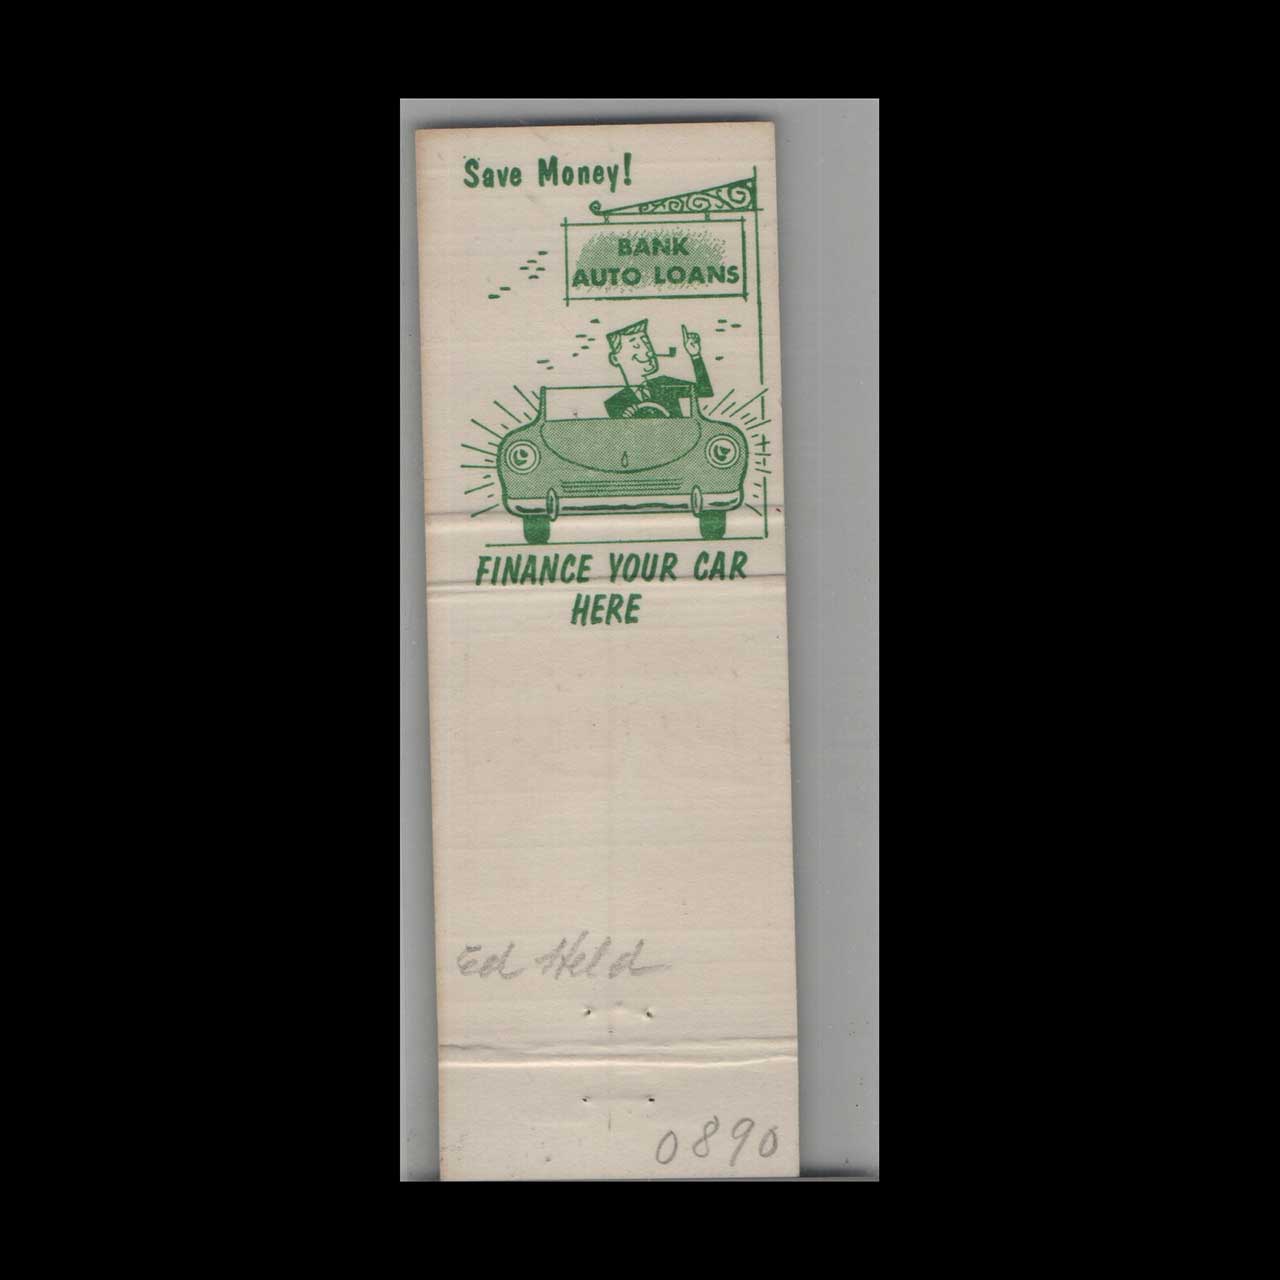 Save Money!
BANK
AUTO LOANS
FINANCE YOUR CAR
HERE
Ed Held
0890